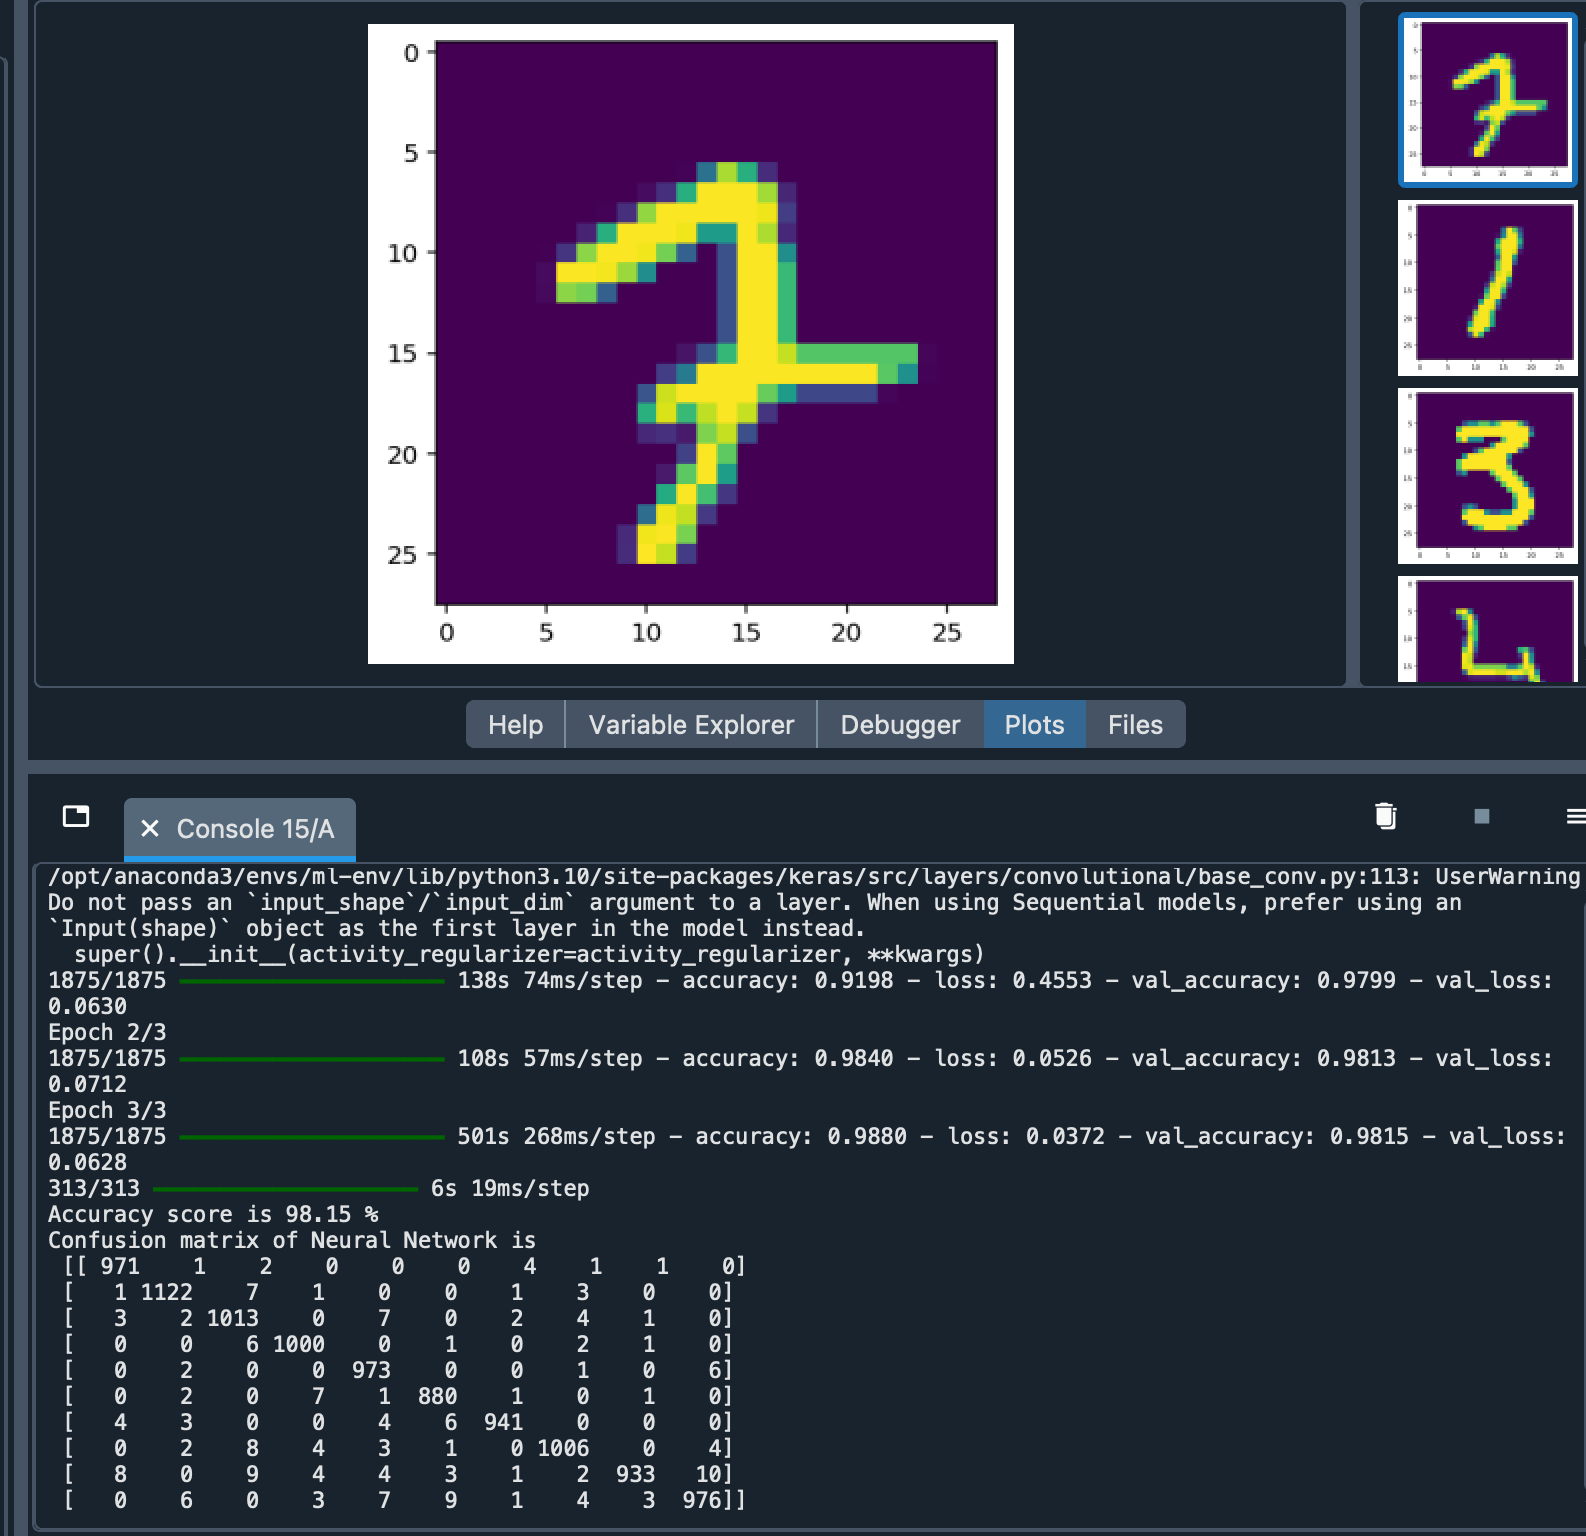 0
5
10
15
20
25
0 5 10 15 20 25
Help Variable Explorer Debugger Plots Files
Console 15/A
/opt/anaconda3/envs/ml-env/lib/python3.10/site-packages/keras/src/layers/convolutional/base_conv.py:113: UserWarning
Do not pass an `input_shape`/`input_dim` argument to a layer. When using Sequential models, prefer using an
`Input(shape)` object as the first layer in the model instead.
  super().__init__(activity_regularizer=activity_regularizer, **kwargs)
1875/1875 ━━━━━━━━━━━━━━━━━━━━ 138s 74ms/step - accuracy: 0.9198 - loss: 0.4553 - val_accuracy: 0.9799 - val_loss:
0.0630
Epoch 2/3
1875/1875 ━━━━━━━━━━━━━━━━━━━━ 108s 57ms/step - accuracy: 0.9840 - loss: 0.0526 - val_accuracy: 0.9813 - val_loss:
0.0712
Epoch 3/3
1875/1875 ━━━━━━━━━━━━━━━━━━━━ 501s 268ms/step - accuracy: 0.9880 - loss: 0.0372 - val_accuracy: 0.9815 - val_loss:
0.0628
313/313 ━━━━━━━━━━━━━━━━━━━━ 6s 19ms/step
Accuracy score is 98.15 %
Confusion matrix of Neural Network is
[[ 971    1    2    0    0    0    4    1    1    0]
 [   1 1122    7    1    0    0    1    3    0    0]
 [   3    2 1013    0    7    0    2    4    1    0]
 [   0    0    6 1000    0    1    0    2    1    0]
 [   0    2    0    0  973    0    0    1    0    6]
 [   0    2    0    7    1  880    1    0    1    0]
 [   4    3    0    0    4    6  941    0    0    0]
 [   0    2    8    4    3    1    0 1006    0    4]
 [   8    0    9    4    4    3    1    2  933   10]
 [   0    6    0    3    7    9    1    4    3  976]]